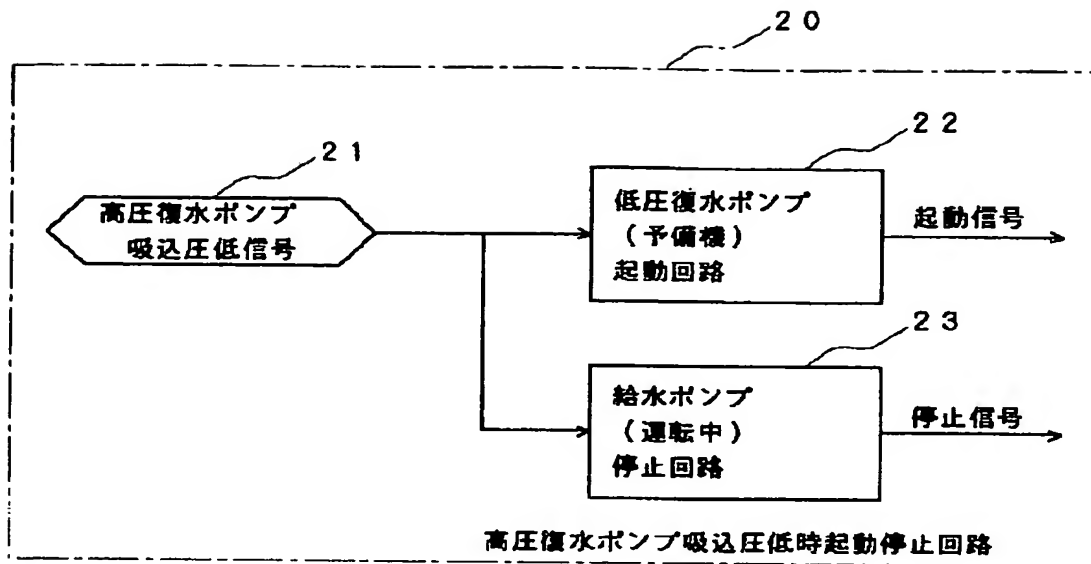 ２０
２１
高圧復水ポンプ
吸込圧低信号
２２
低圧復水ポンプ
（予備機）
起動回路
起動信号
２３
給水ポンプ
（運転中）
停止回路
停止信号
高圧復水ポンプ吸込圧低時起動停止回路